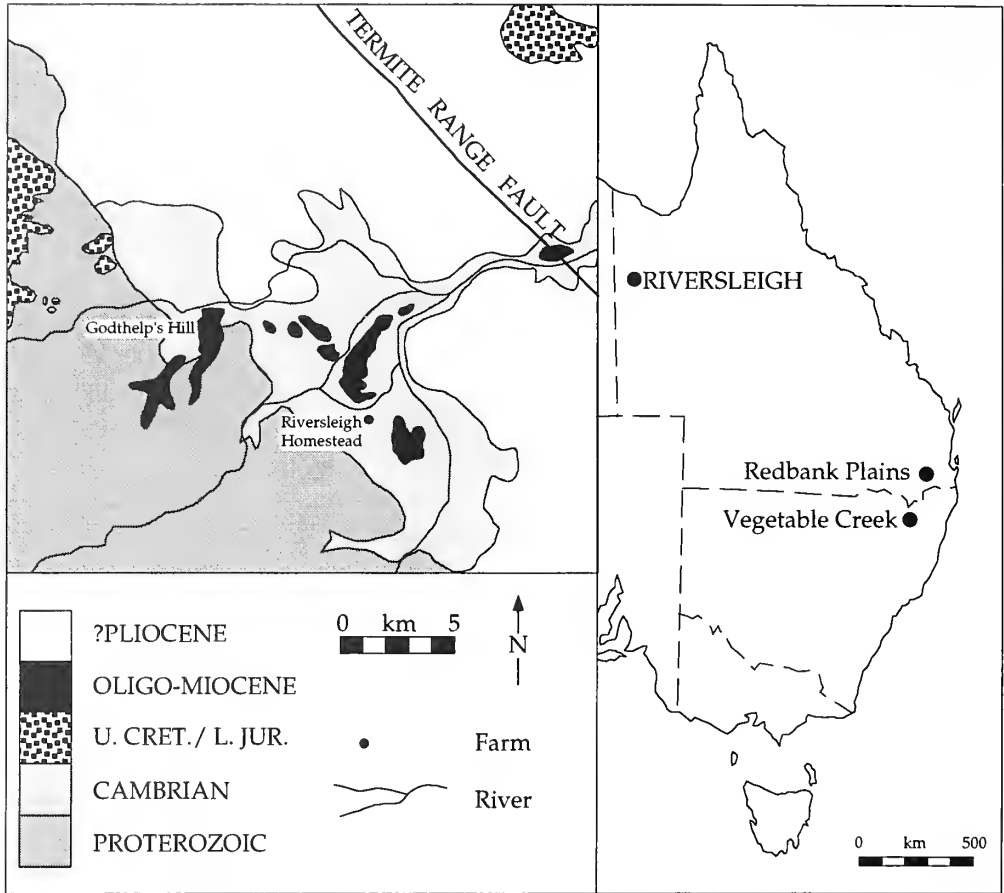 TERMITE RANGE FAULT
Godthelp's Hill
Riversleigh
Homestead
RIVERSLEIGH
Redbank Plains
Vegetable Creek
?PLIOCENE
OLIGO-MIOCENE
U. CRET./ L. JUR.
CAMBRIAN
PROTEROZOIC
0 km 5
N
Farm
River
0 km 500